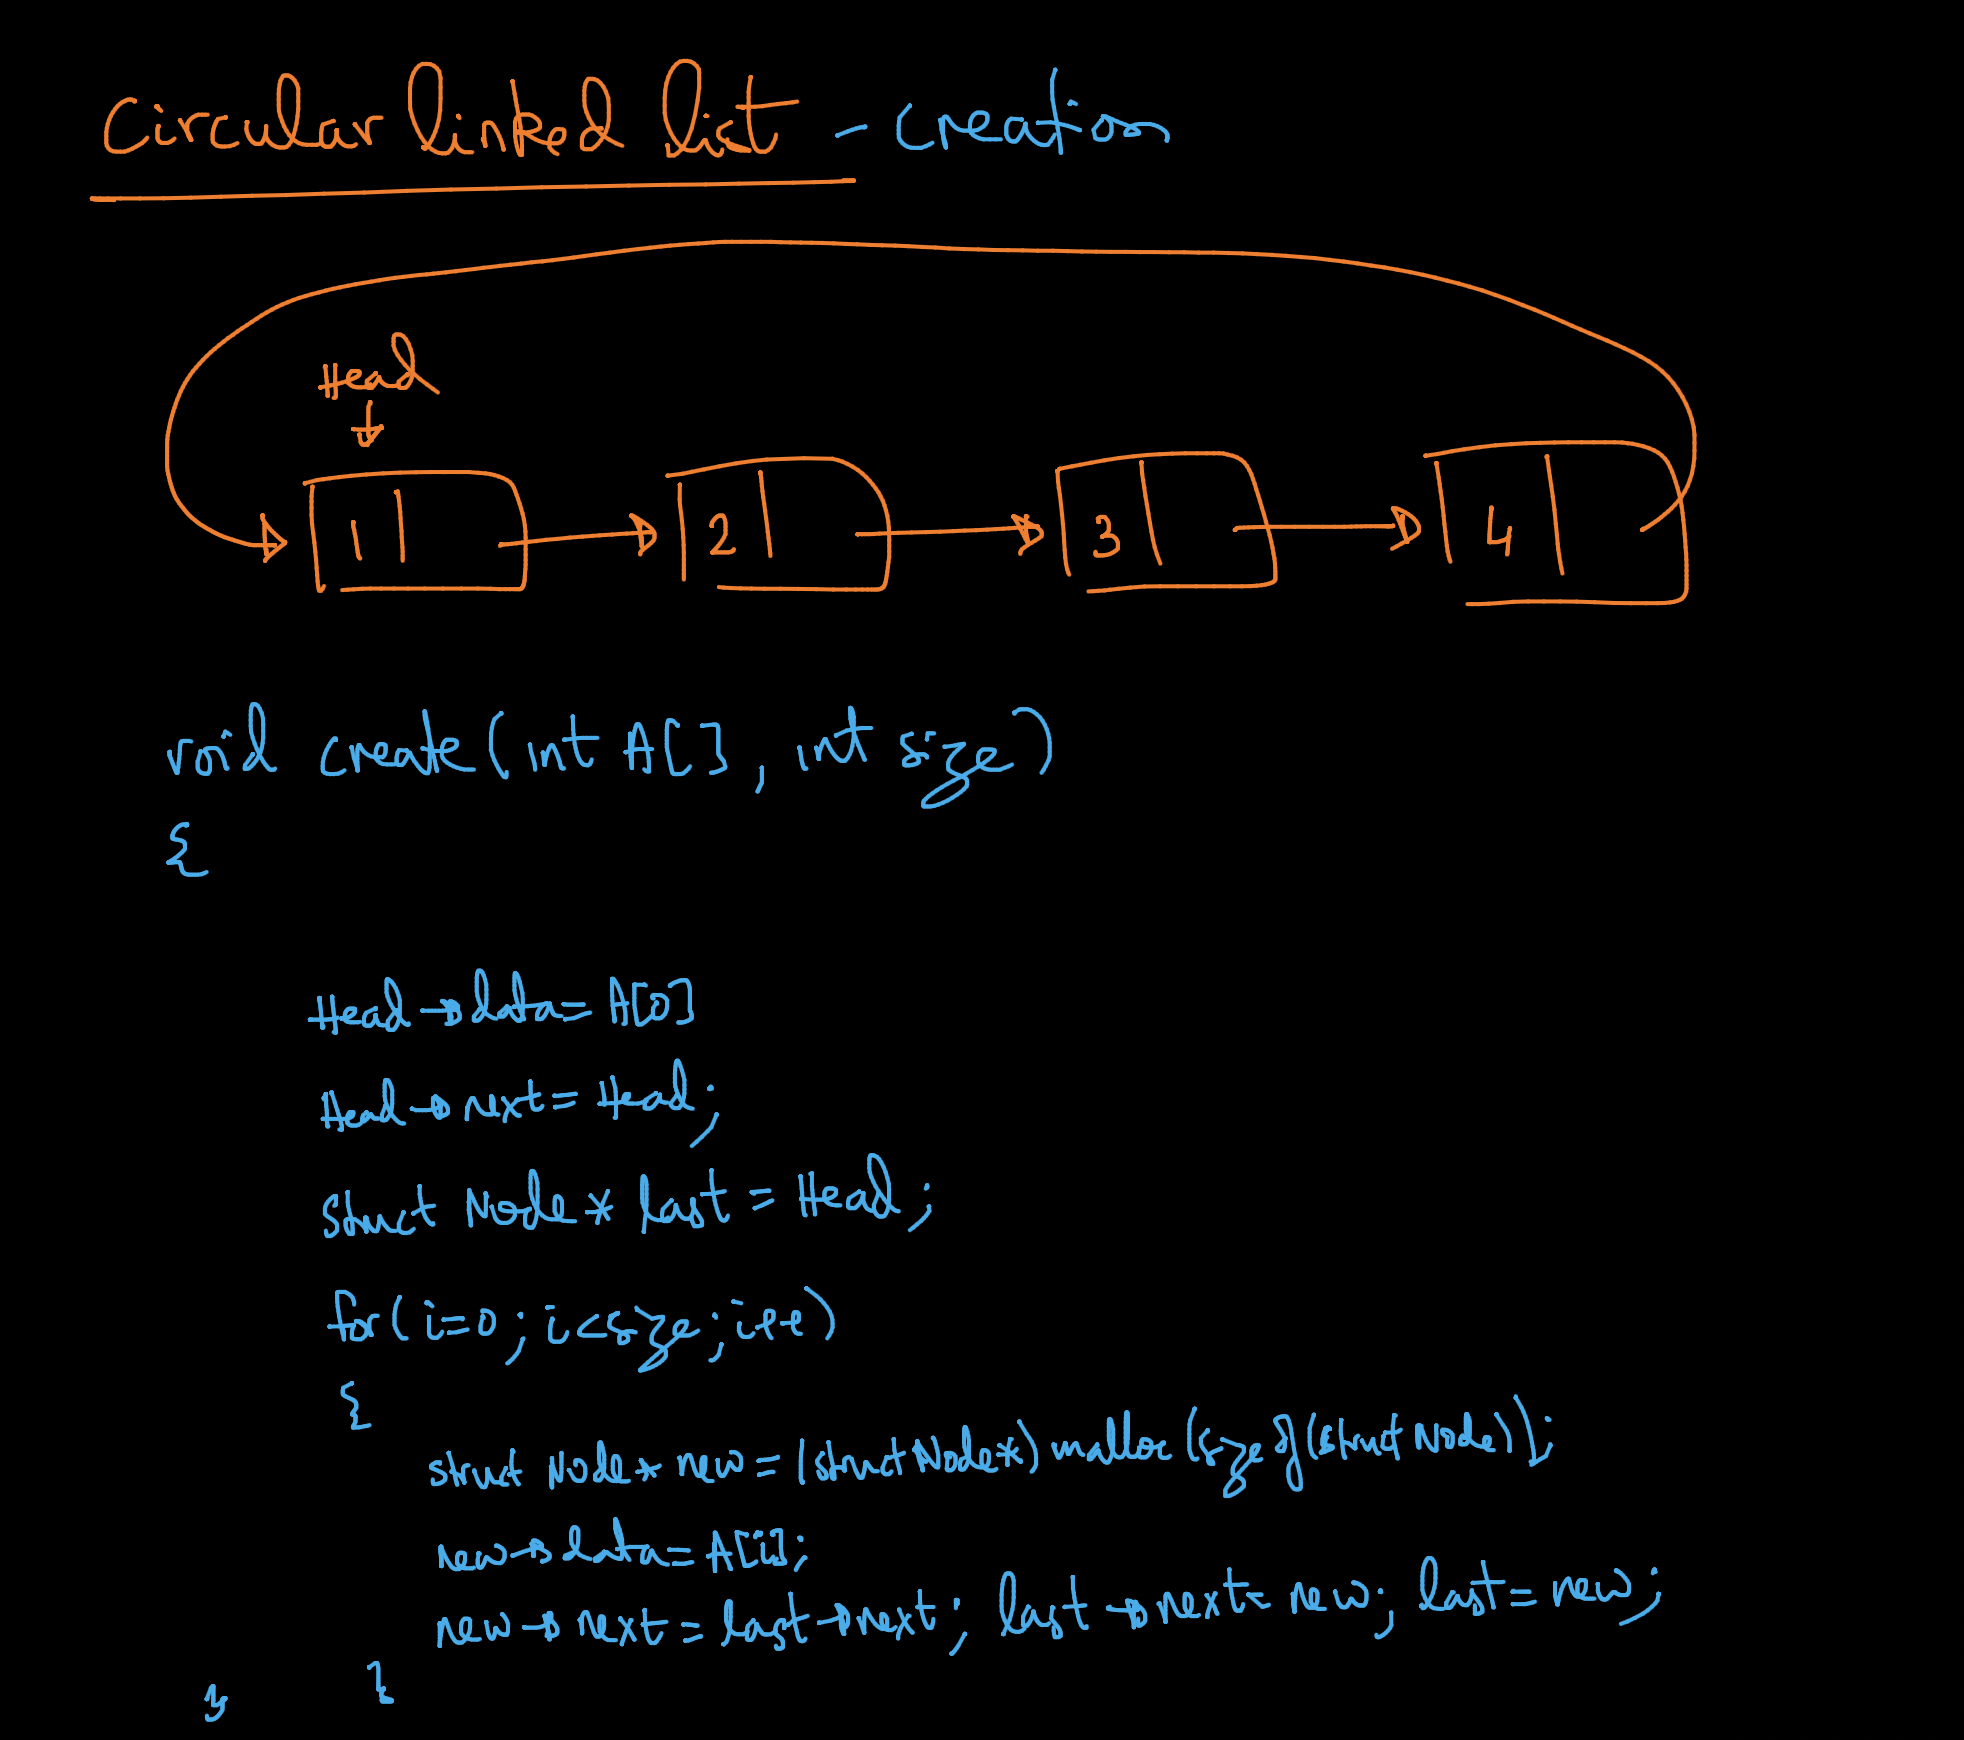 Circular linked list - creation
Head
1 2 3 4
void create(int A[], int size)
{
Head->data= A[0]
Head->next= Head;
struct Node* last = Head;
for(i=0; i<size; i++)
{
struct Node* new = (struct Node*) malloc (size of (struct Node));
new->data= A[i];
new->next = last->next; last->next= new; last= new;
}
}